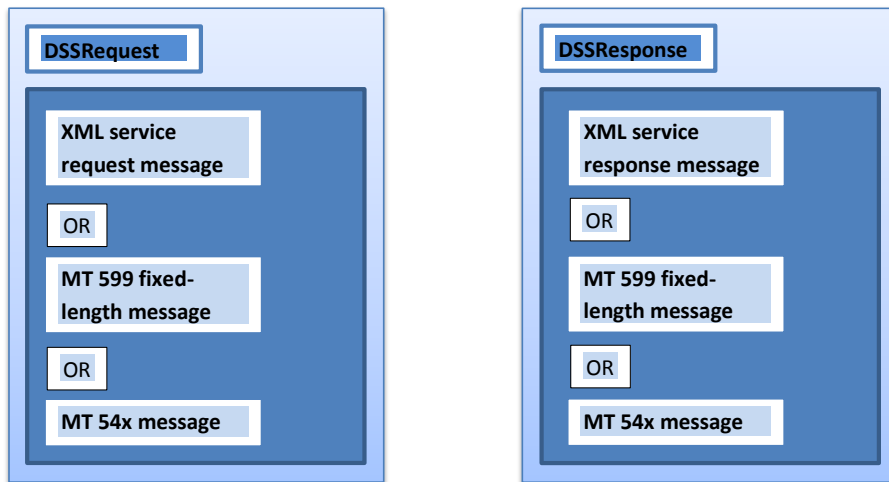 DSSRequest
XML service
request message
OR
MT 599 fixed-
length message
OR
MT 54x message
DSSResponse
XML service
response message
OR
MT 599 fixed-
length message
OR
MT 54x message